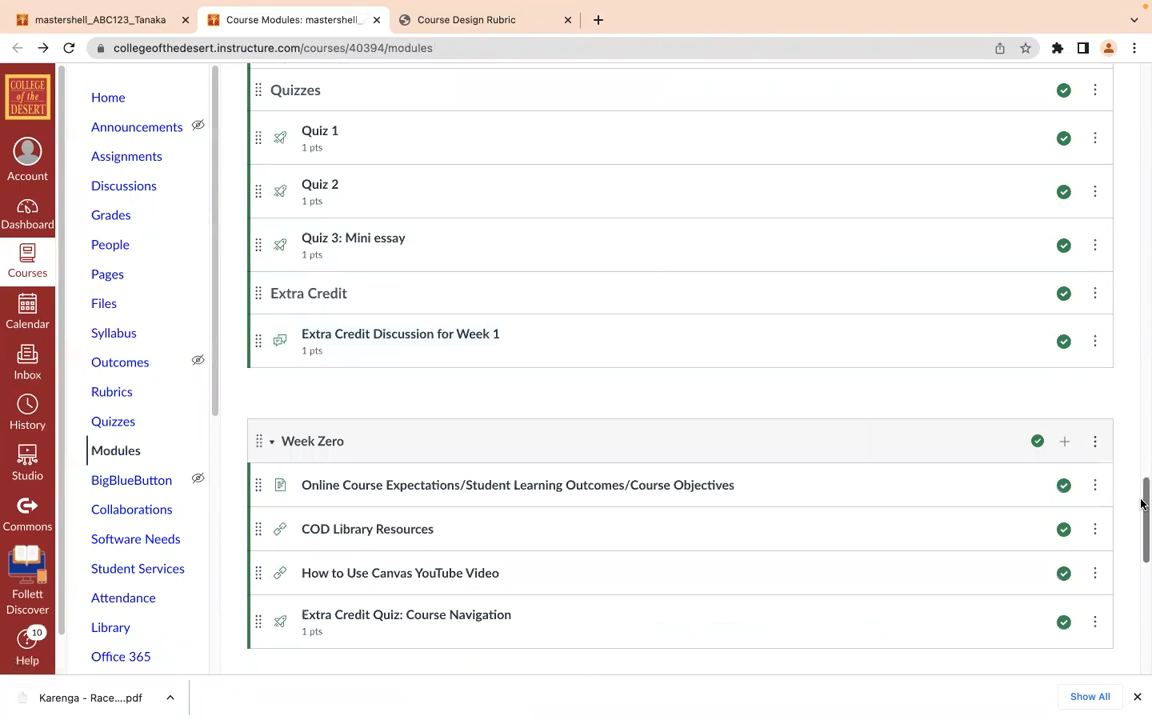 mastershell_ABC123_Tanaka
Course Modules: mastershell_
Course Design Rubric
collegeofthedesert.instructure.com/courses/40394/modules
COLLEGE
of the
DESERT
Account
Dashboard
Courses
Calendar
Inbox
History
Studio
Commons
Follett
Discover
10
Help
Home
Announcements
Assignments
Discussions
Grades
People
Pages
Files
Syllabus
Outcomes
Rubrics
Quizzes
Modules
BigBlueButton
Collaborations
Software Needs
Student Services
Attendance
Library
Office 365
Quizzes
Quiz 1
1 pts
Quiz 2
1 pts
Quiz 3: Mini essay
1 pts
Extra Credit
Extra Credit Discussion for Week 1
1 pts
Week Zero
Online Course Expectations/Student Learning Outcomes/Course Objectives
COD Library Resources
How to Use Canvas YouTube Video
Extra Credit Quiz: Course Navigation
1 pts
Karenga - Race....pdf
Show All